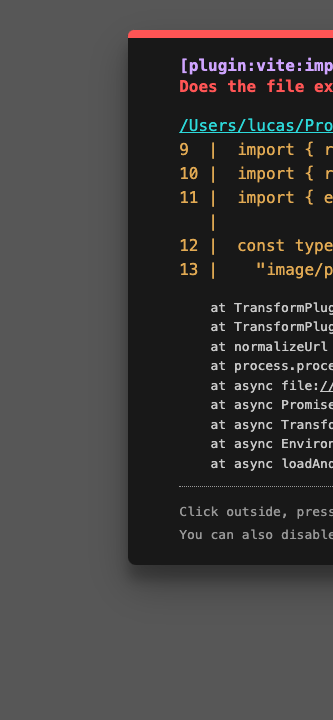 [plugin:vite:imp
Does the file ex
/Users/lucas/Pro
9  |  import { r
10 |  import { r
11 |  import { e
   |
12 |  const type
13 |    "image/p
at TransformPlug
at TransformPlug
at normalizeUrl
at process.proce
at async file://
at async Promise
at async Transfo
at async Environ
at async loadAnd
Click outside, press
You can also disable